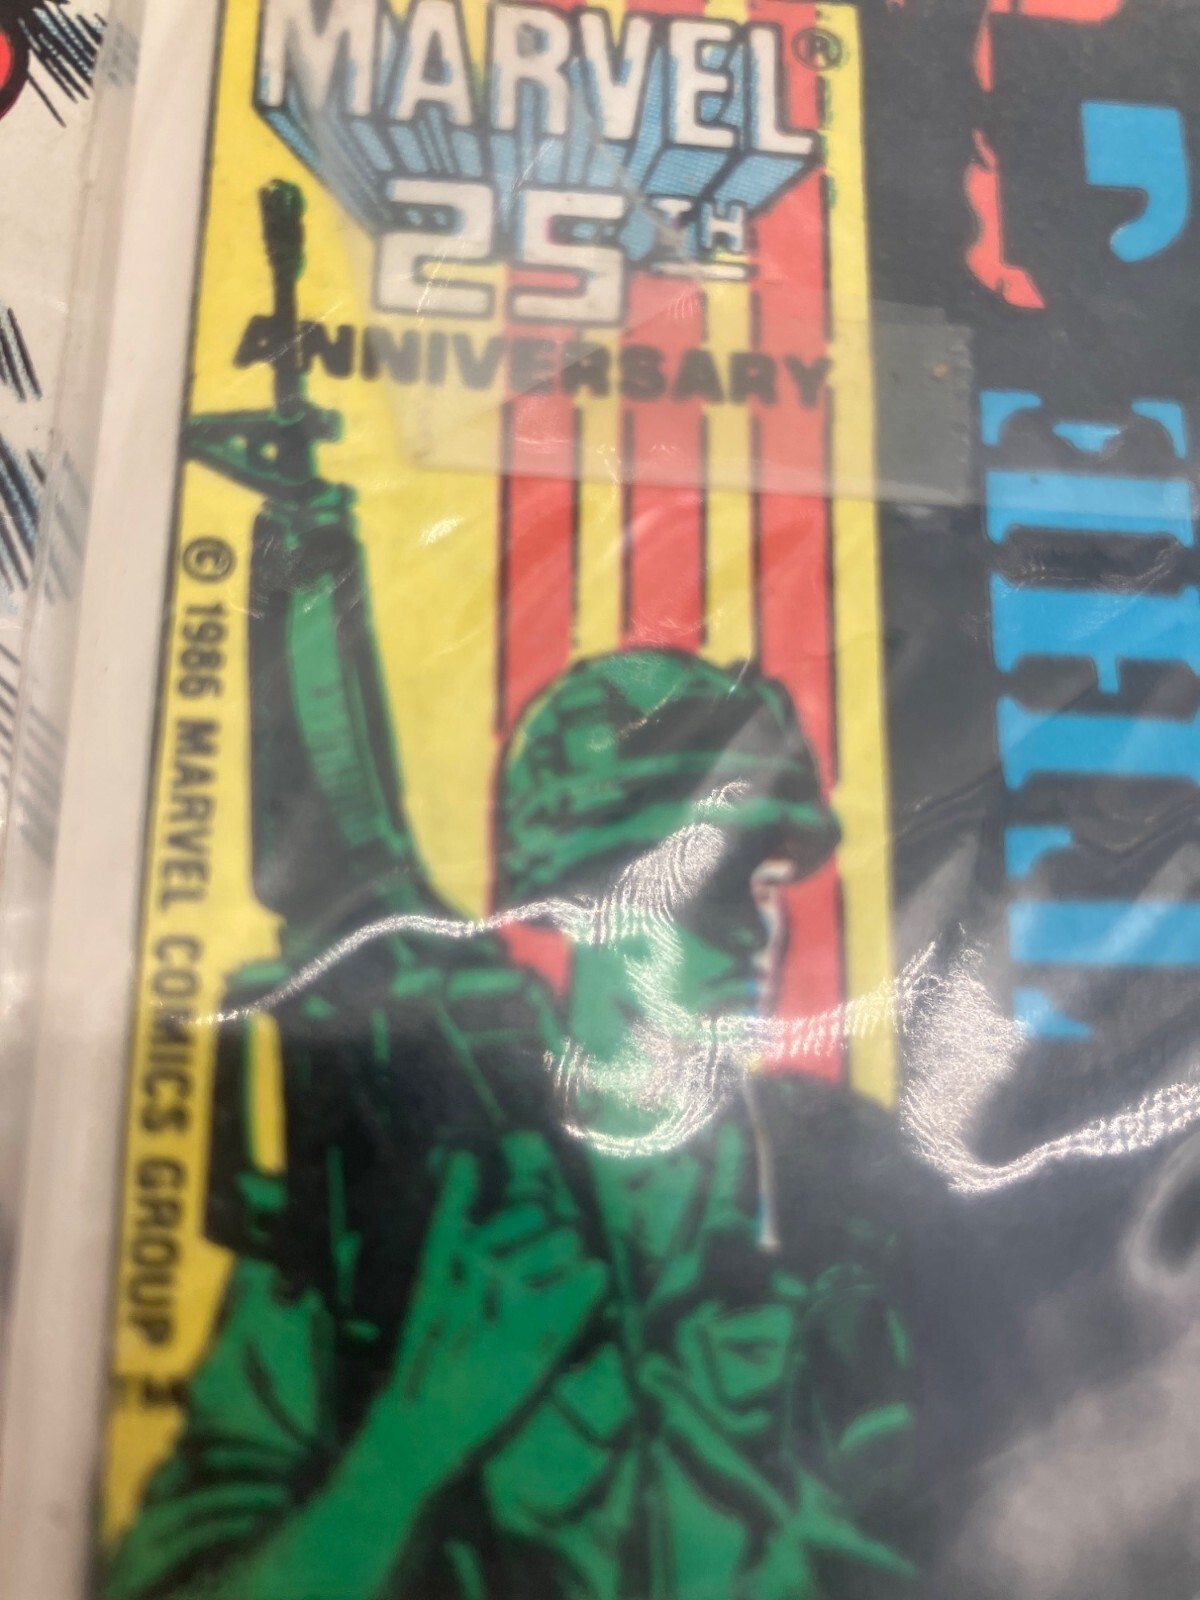 MARVEL®
25TH
ANNIVERSARY
© 1986 MARVEL COMICS GROUP